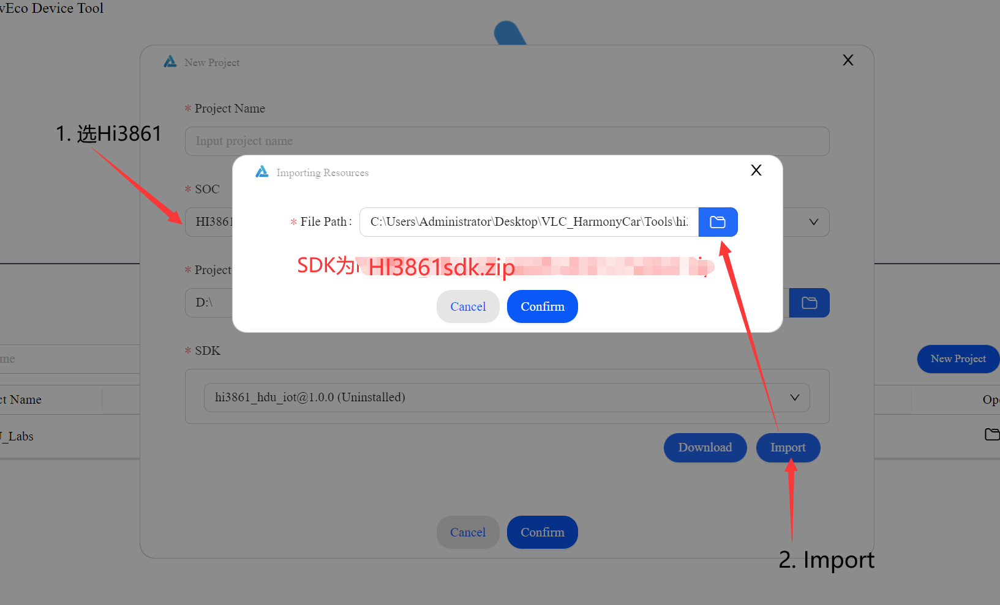 vEco Device Tool
New Project
X
* Project Name
1. 选Hi3861
Input project name
Importing Resources
X
* SOC
HI3861
* File Path:
C:\Users\Administrator\Desktop\VLC_HarmonyCar\Tools\hi
* Project
SDK为
HI3861sdk.zip
D:\
Cancel
Confirm
* SDK
me
New Project
hi3861_hdu_iot@1.0.0 (Uninstalled)
ct Name
Ope
_Labs
Download
Import
Cancel
Confirm
2. Import